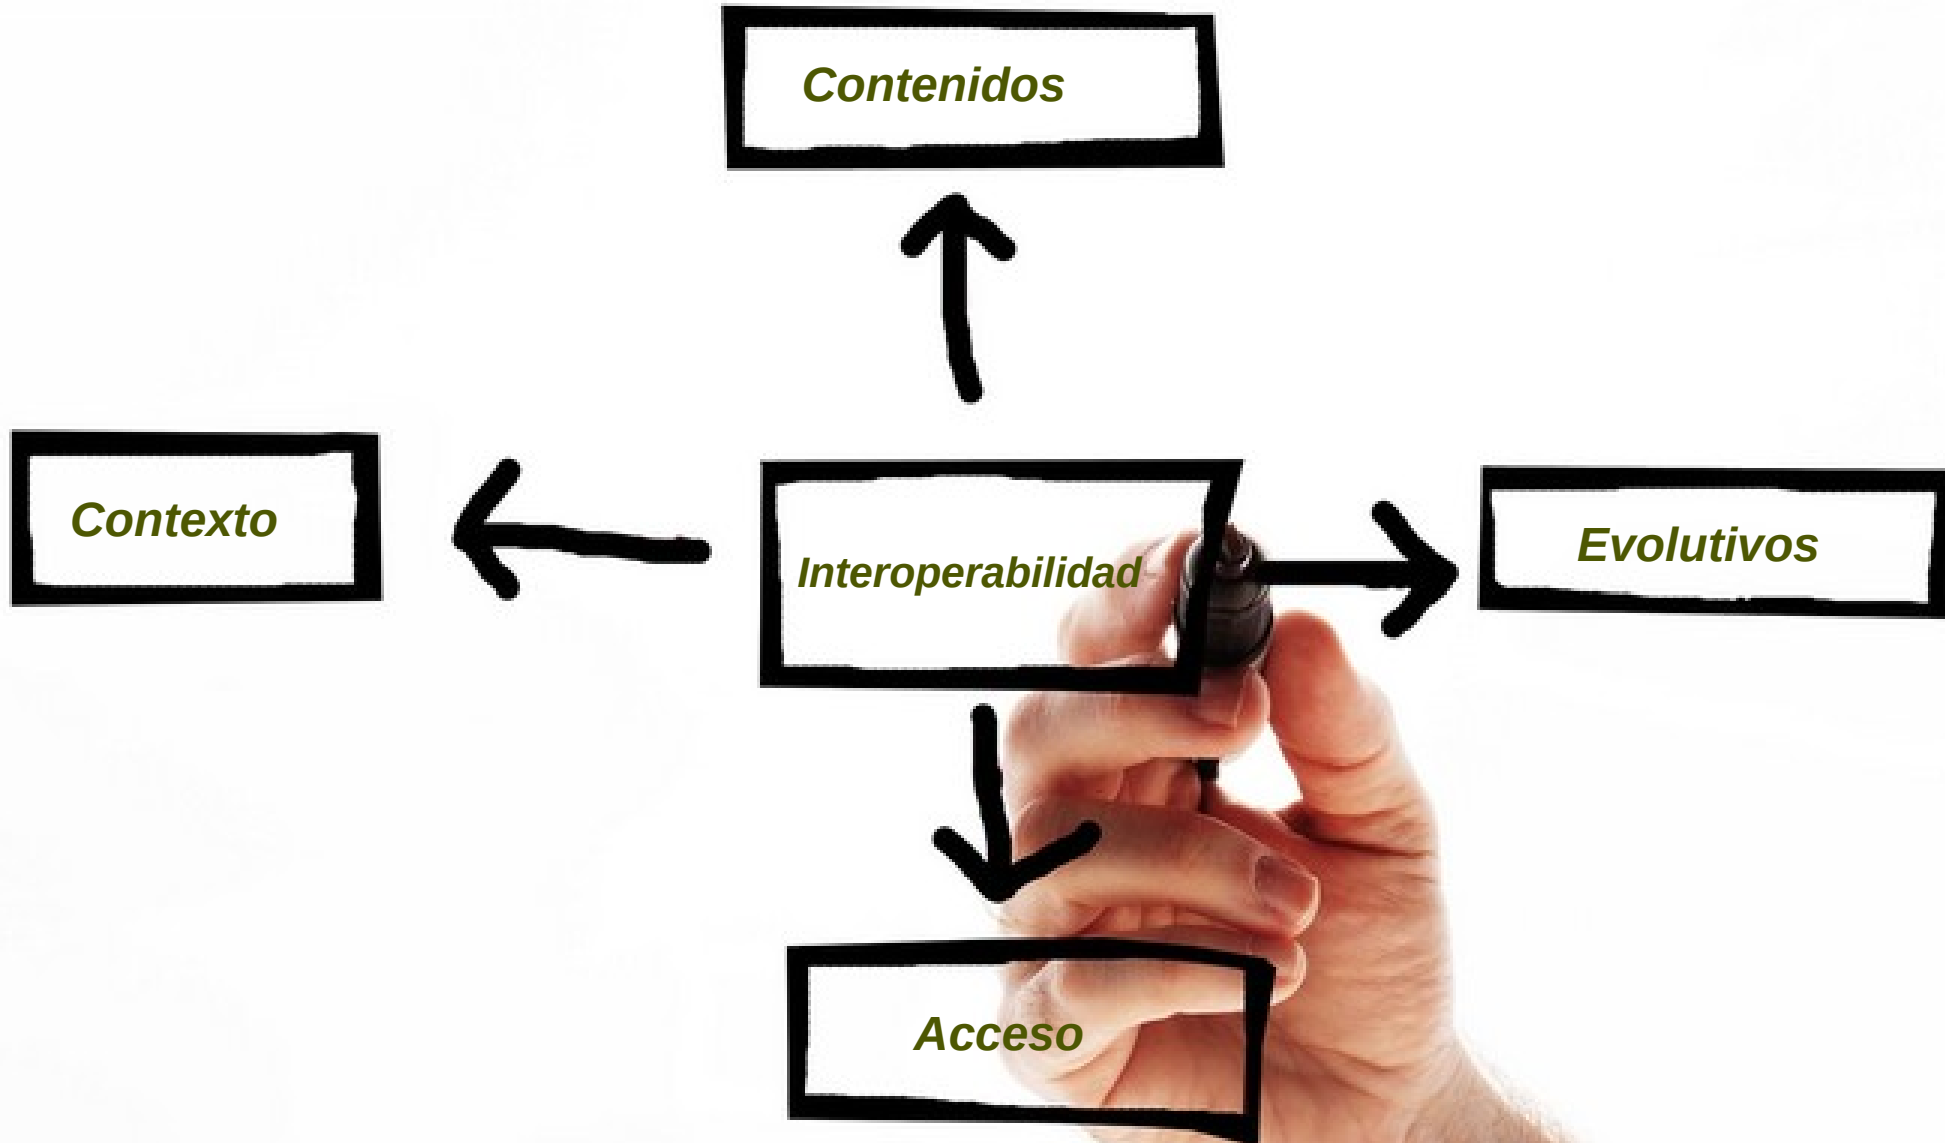 Contenidos
Contexto
Interoperabilidad
Evolutivos
Acceso